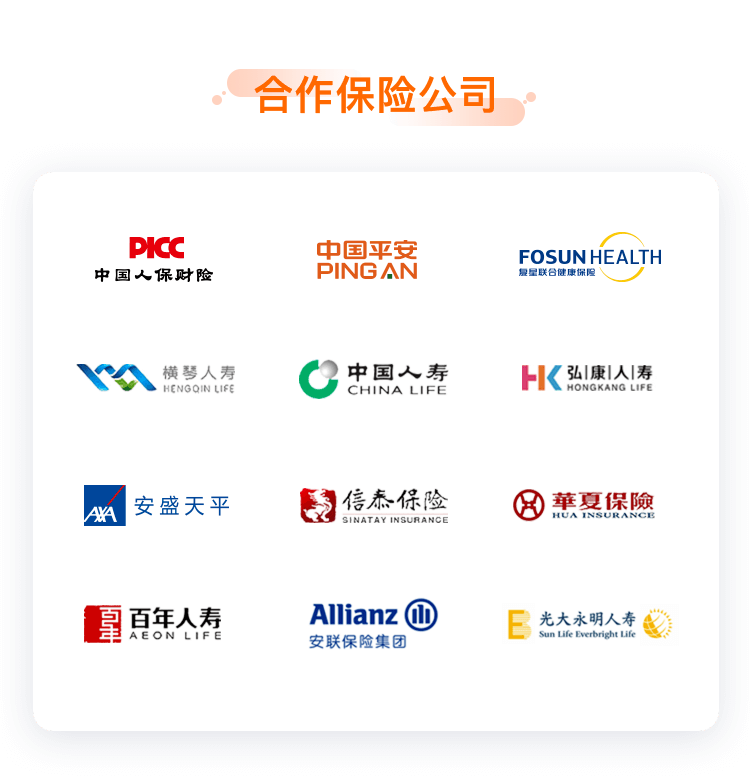 合作保险公司
PICC
中国人保财险
中国平安
PING AN
FOSUN HEALTH
复星联合健康保险
横琴人寿
HENGQIN LIFE
中国人寿
CHINA LIFE
弘|康|人|寿
HONGKANG LIFE
AXA
安盛天平
信泰保险
SINATAY INSURANCE
華夏保險
HUA INSURANCE
百年
百年人寿
AEON LIFE
Allianz
安联保险集团
光大永明人寿
Sun Life Everbright Life